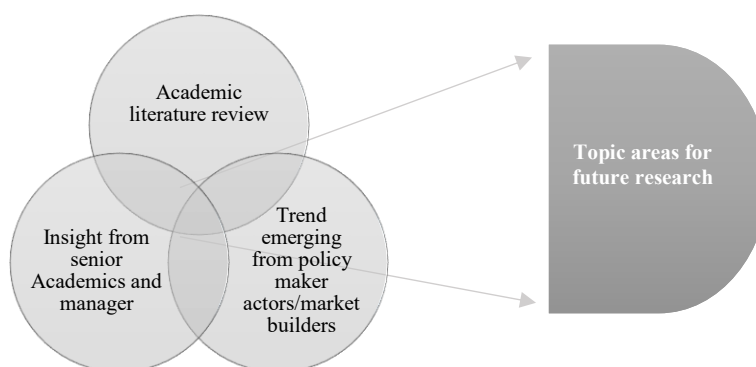 Academic
literature review
Insight from
senior
Academics and
manager
Trend
emerging
from policy
maker
actors/market
builders
Topic areas for
future research